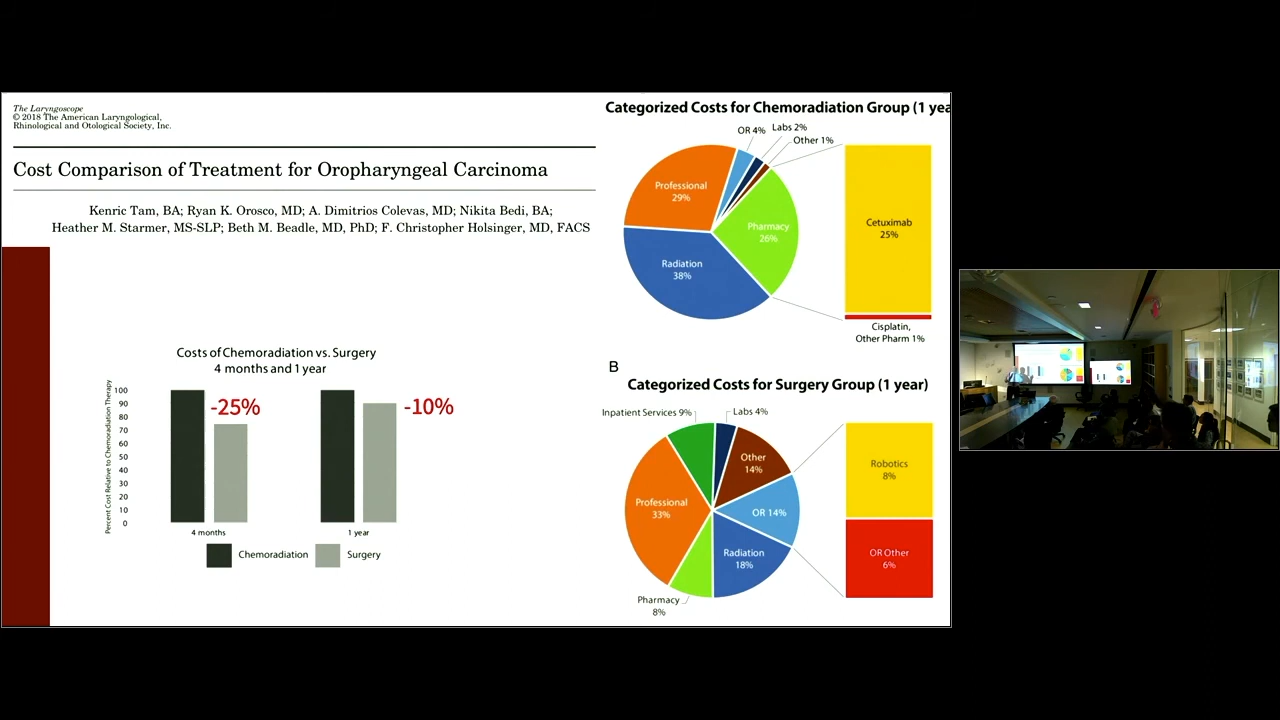 The Laryngoscope
© 2018 The American Laryngological,
Rhinological and Otological Society, Inc.
Cost Comparison of Treatment for Oropharyngeal Carcinoma
Kenric Tam, BA; Ryan K. Orosco, MD; A. Dimitrios Colevas, MD; Nikita Bedi, BA;
Heather M. Starmer, MS-SLP; Beth M. Beadle, MD, PhD; F. Christopher Holsinger, MD, FACS
Costs of Chemoradiation vs. Surgery
4 months and 1 year
Percent Cost Relative to Chemoradiation Therapy
100
90
80
70
60
50
40
30
20
10
0
-25%
-10%
4 months
1 year
Chemoradiation
Surgery
Categorized Costs for Chemoradiation Group (1 yea
OR 4%
Labs 2%
Other 1%
Professional
29%
Pharmacy
26%
Radiation
38%
Cetuximab
25%
Cisplatin,
Other Pharm 1%
B
Categorized Costs for Surgery Group (1 year)
Inpatient Services 9%
Labs 4%
Other
14%
Professional
33%
OR 14%
Radiation
18%
Pharmacy
8%
Robotics
8%
OR Other
6%